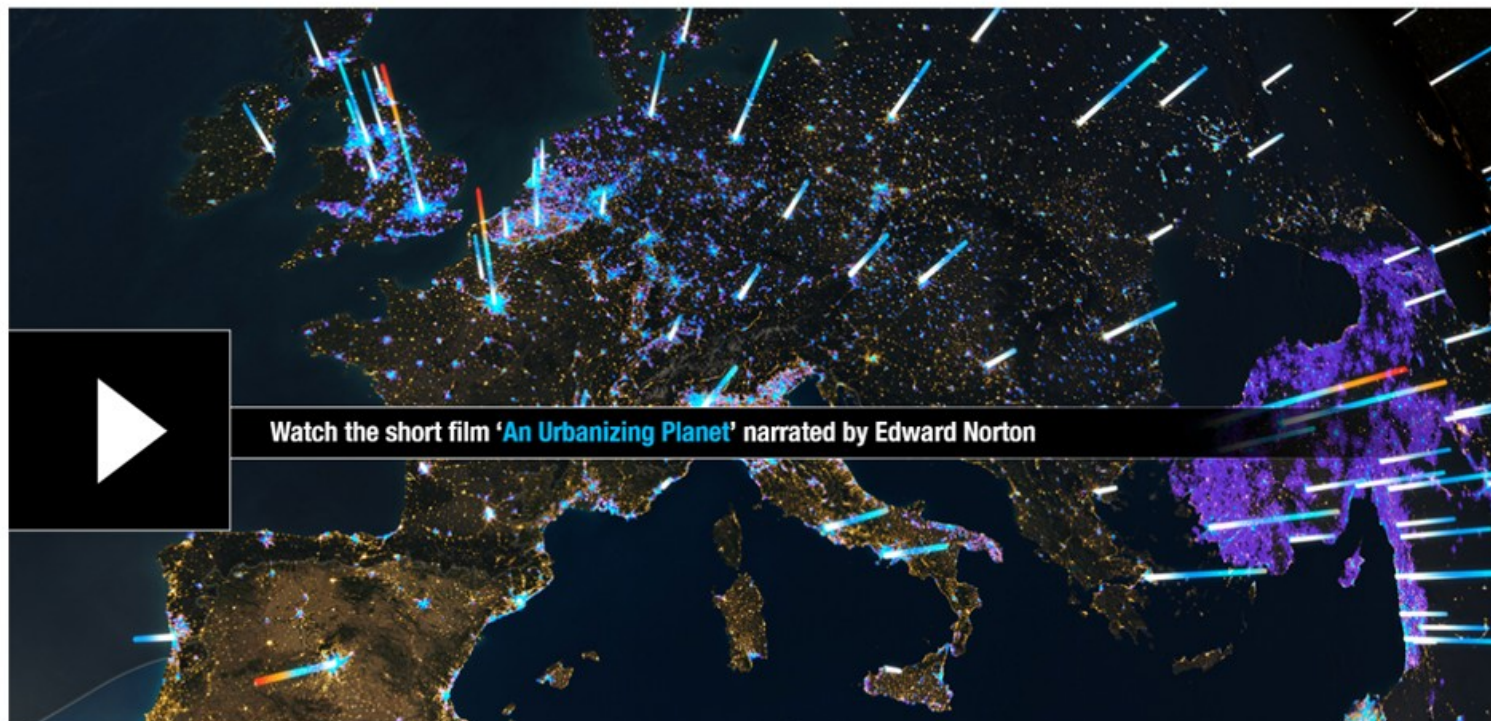 Watch the short film ‘An Urbanizing Planet’ narrated by Edward Norton